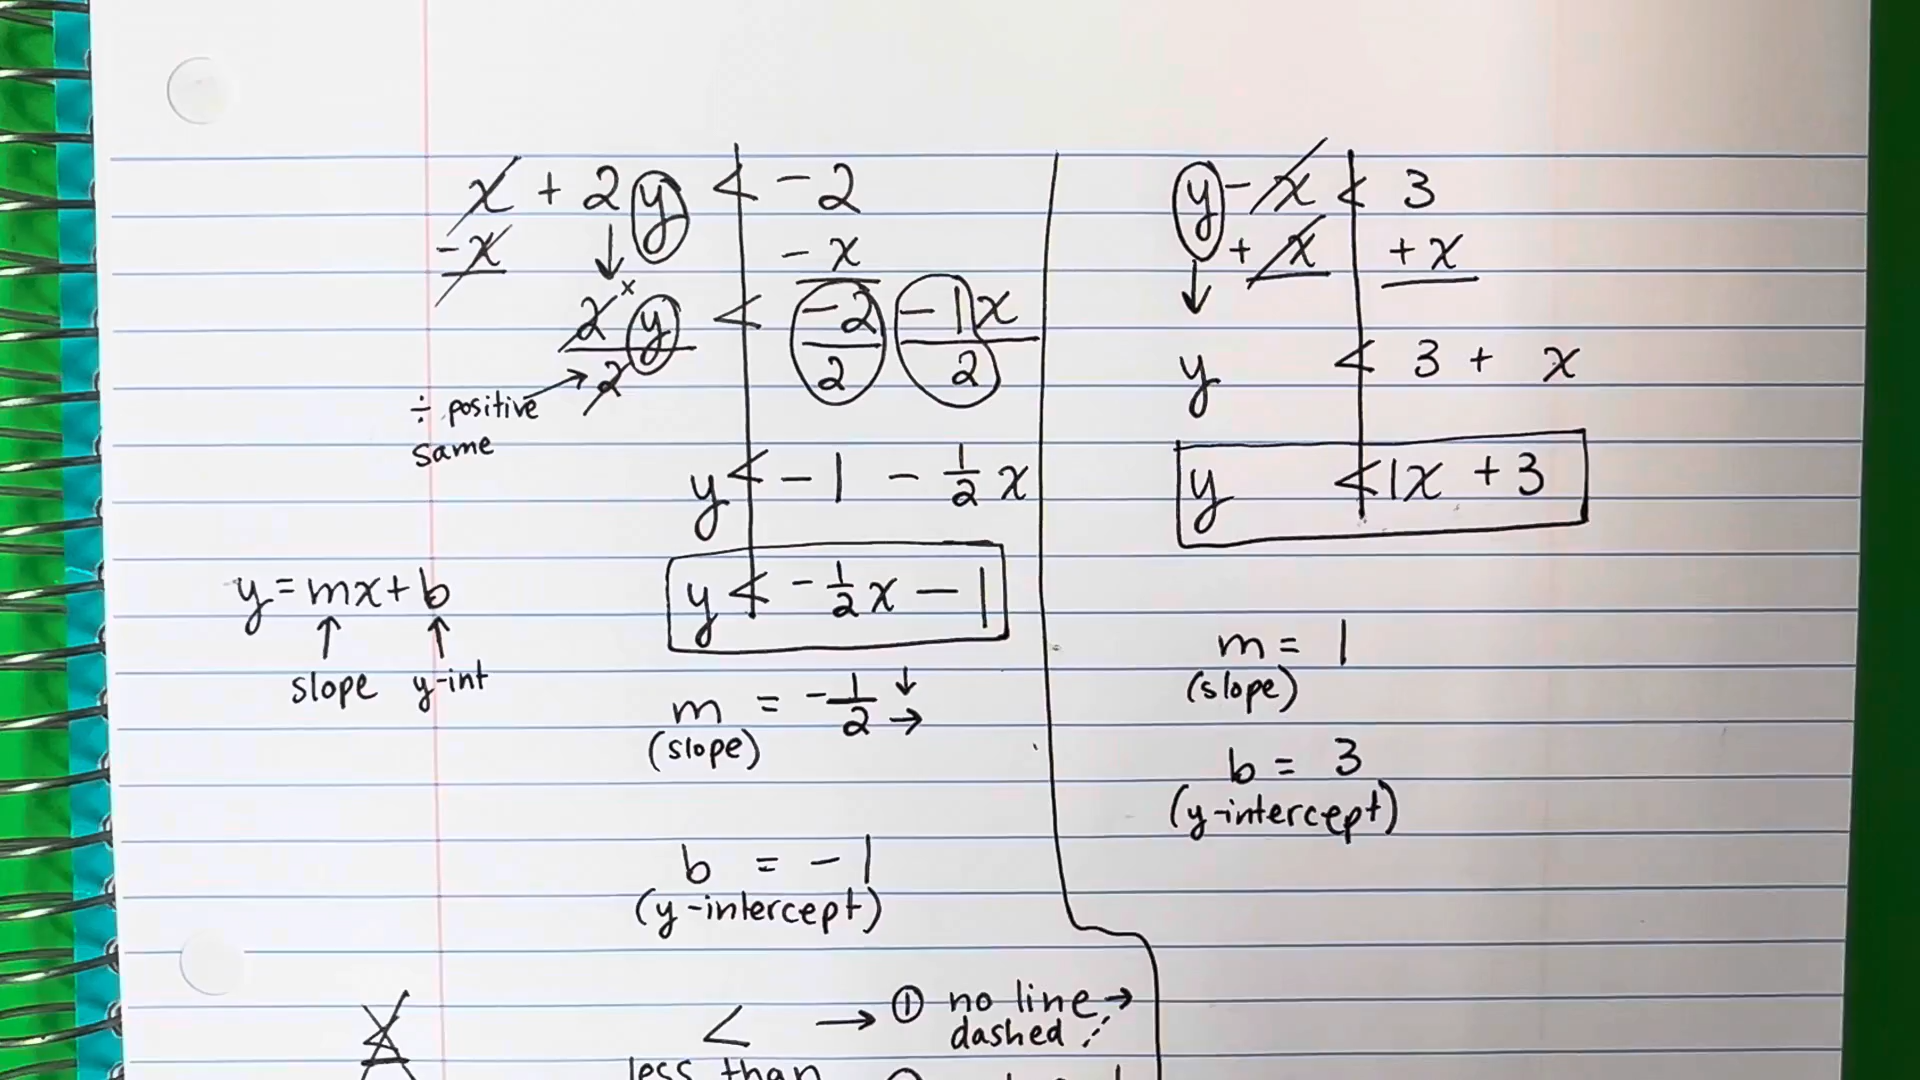 x + 2y < -2
-x -x
2y < -2 -1x
2 2 2
÷ positive
same
y < -1 - 1/2 x
y < -1/2 x - 1
y = mx + b
↑ ↑
slope y-int
m = -1/2 ↓ →
(slope)
b = -1
(y-intercept)
< → ① no line →
dashed
less than
y - x < 3
+ x + x
y < 3 + x
y < 1x + 3
m = 1
(slope)
b = 3
(y-intercept)